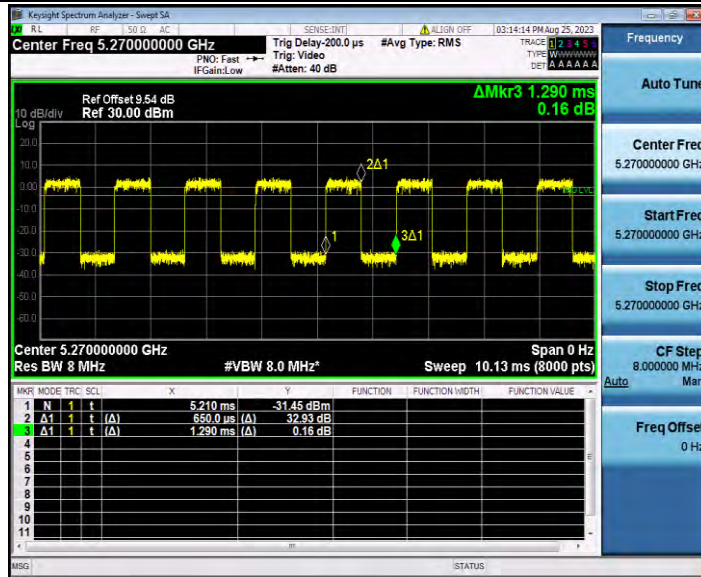 Keysight Spectrum Analyzer - Swept SA
RL RF 50 Ω AC SENSE:INT ALIGN OFF 03:14:14 PM Aug 25, 2023
Center Freq 5.270000000 GHz
PNO: Fast
IFGain:Low
Trig Delay-200.0 µs
Trig: Video
#Atten: 40 dB
#Avg Type: RMS
TRACE 1 2 3 4 5 6
TYPE WWWWWW
DET A A A A A A
ΔMkr3 1.290 ms
0.16 dB
Ref Offset 9.54 dB
Ref 30.00 dBm
10 dB/div
Log
20.0
10.0
0.00
-10.0
-20.0
-30.0
-40.0
-50.0
-60.0
2Δ1
1
3Δ1
Center 5.270000000 GHz
Span 0 Hz
Res BW 8 MHz
#VBW 8.0 MHz*
Sweep 10.13 ms (8000 pts)
MKR MODE TRC SCL X Y FUNCTION FUNCTION WIDTH FUNCTION VALUE
1 N 1 t 5.210 ms -31.45 dBm
2 Δ1 1 t (Δ) 650.0 µs (Δ) 32.93 dB
3 Δ1 1 t (Δ) 1.290 ms (Δ) 0.16 dB
4
5
6
7
8
9
10
11
MSG
STATUS
Frequency
Auto Tune
Center Freq
5.270000000 GHz
Start Freq
5.270000000 GHz
Stop Freq
5.270000000 GHz
CF Step
8.000000 MHz
Auto Man
Freq Offset
0 Hz